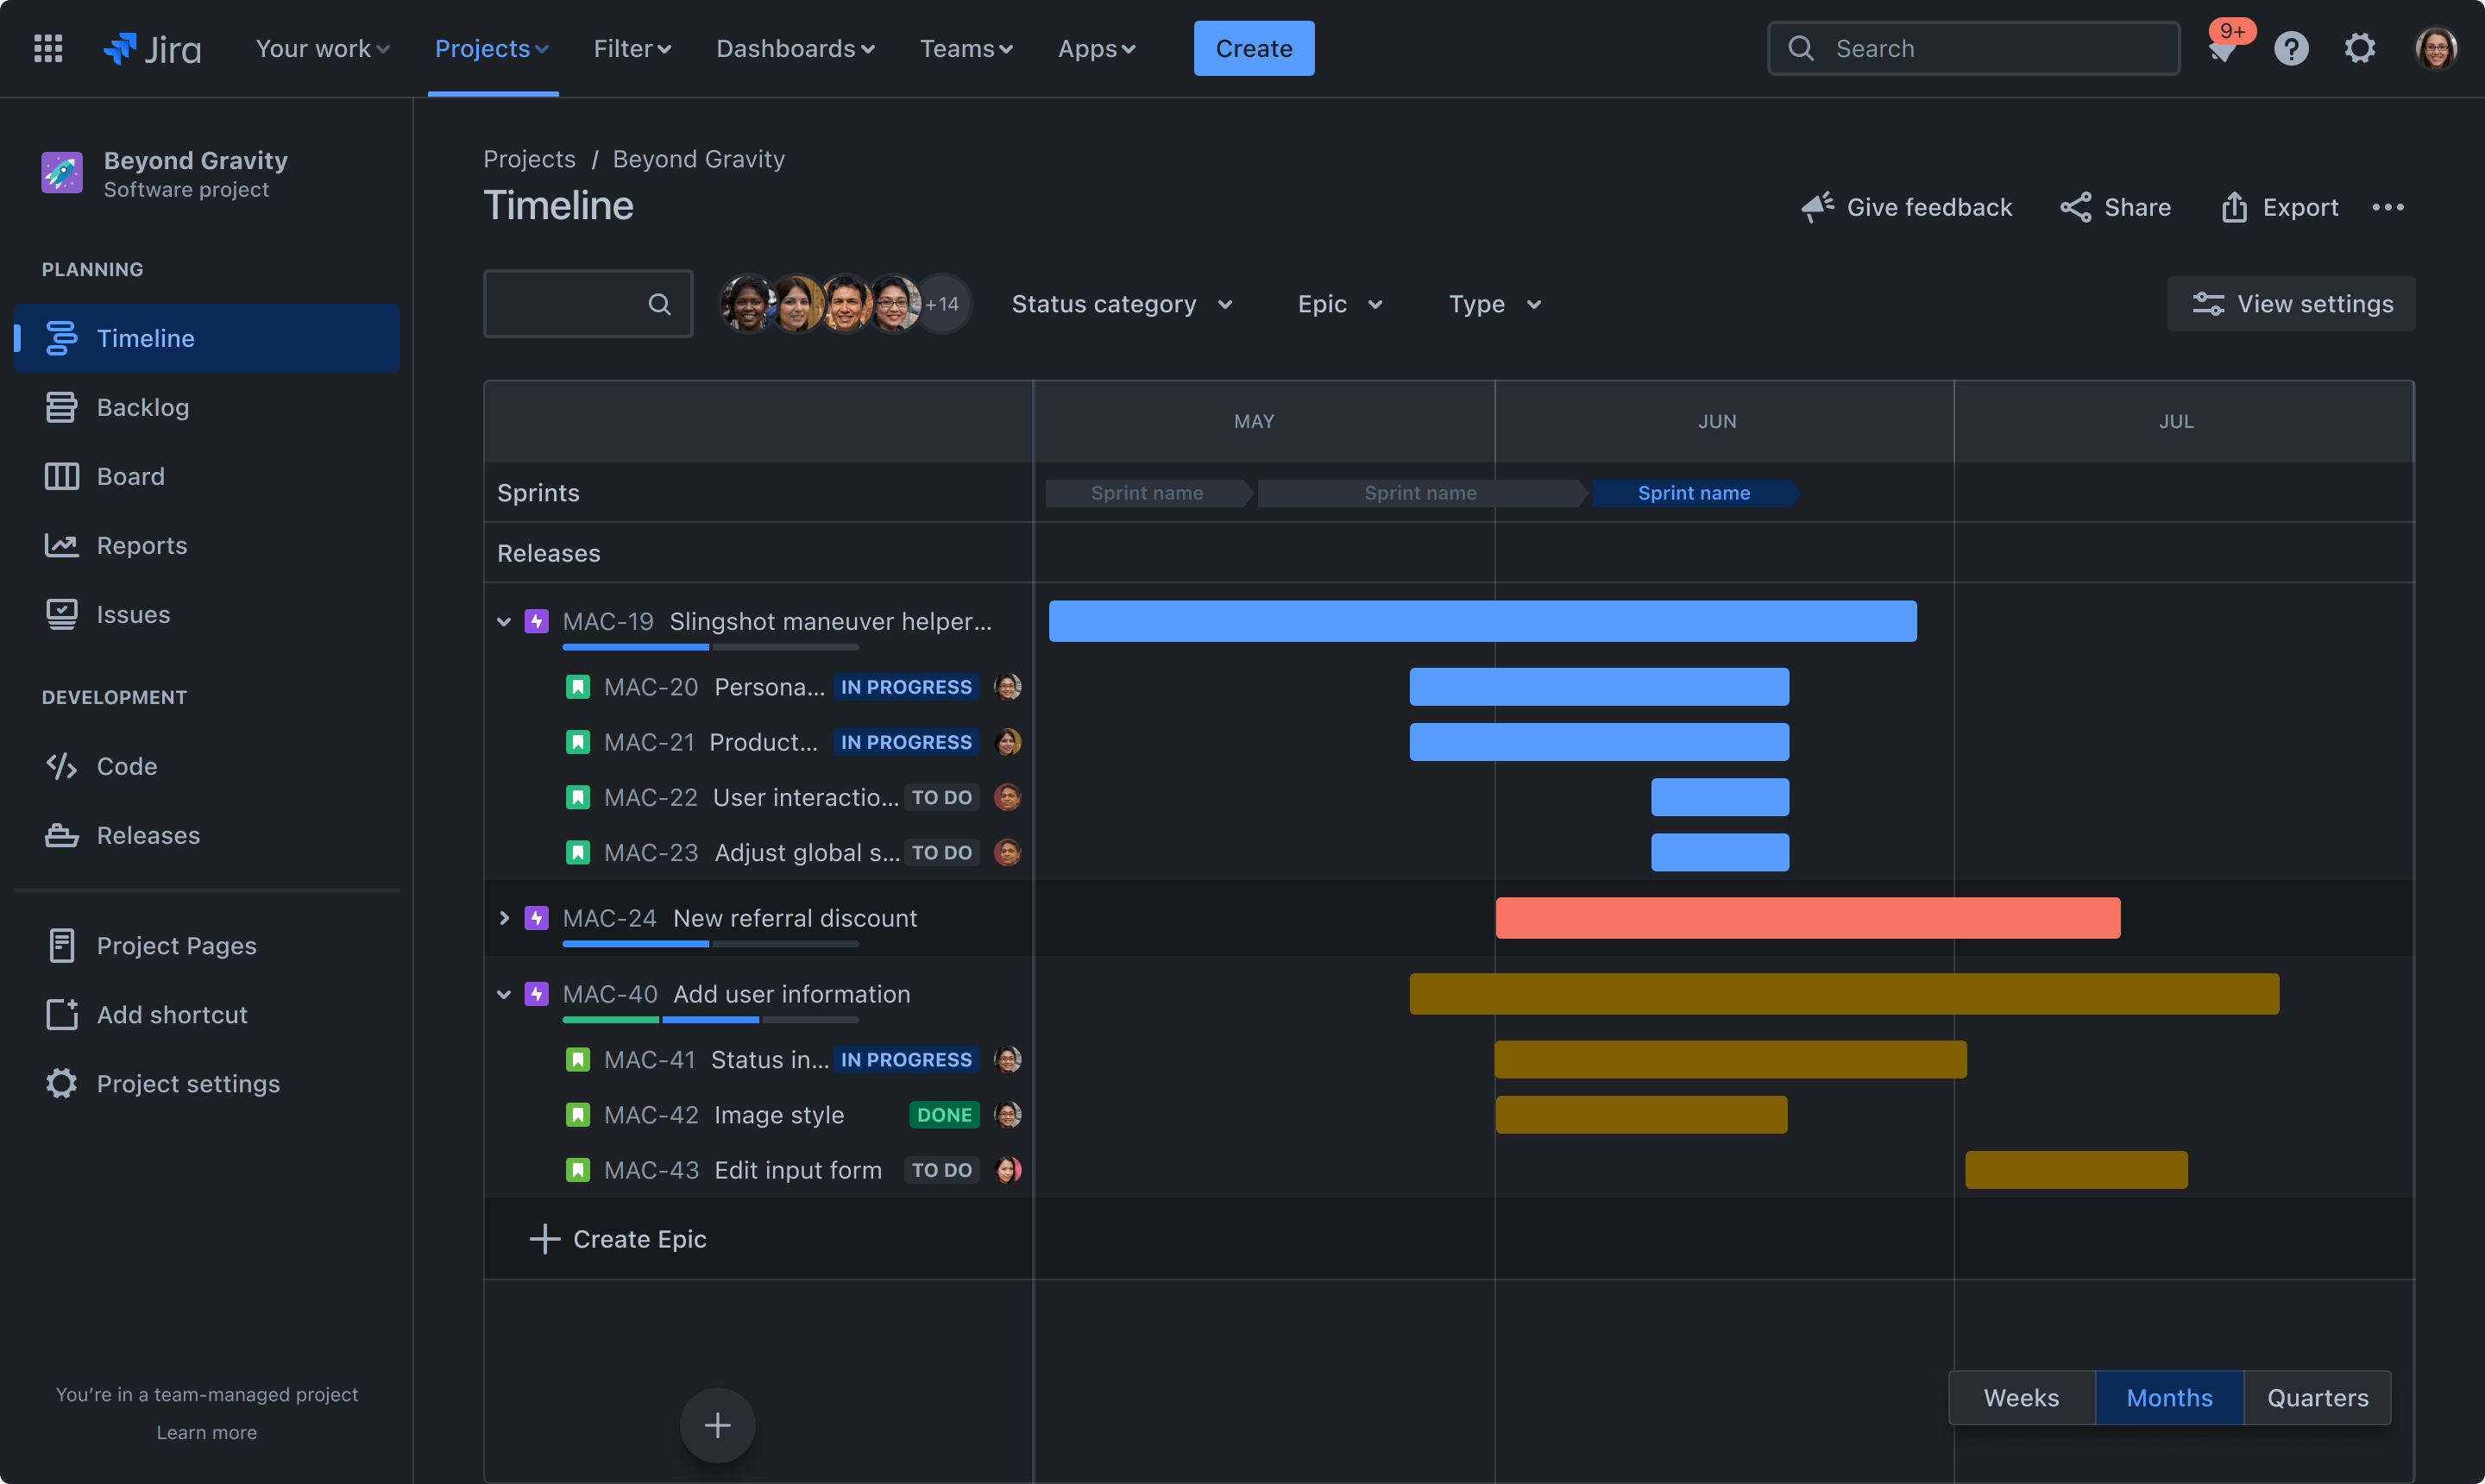 Jira Your work Projects Filter Dashboards Teams Apps Create Search 9+
Beyond Gravity
Software project
PLANNING
Timeline
Backlog
Board
Reports
Issues
DEVELOPMENT
Code
Releases
Project Pages
Add shortcut
Project settings
You’re in a team-managed project
Learn more
Projects / Beyond Gravity
Timeline
Give feedback Share Export
+14 Status category Epic Type View settings
MAY JUN JUL
Sprints Sprint name Sprint name Sprint name
Releases
MAC-19 Slingshot maneuver helper...
MAC-20 Persona... IN PROGRESS
MAC-21 Product... IN PROGRESS
MAC-22 User interactio... TO DO
MAC-23 Adjust global s... TO DO
MAC-24 New referral discount
MAC-40 Add user information
MAC-41 Status in... IN PROGRESS
MAC-42 Image style DONE
MAC-43 Edit input form TO DO
Create Epic
Weeks Months Quarters